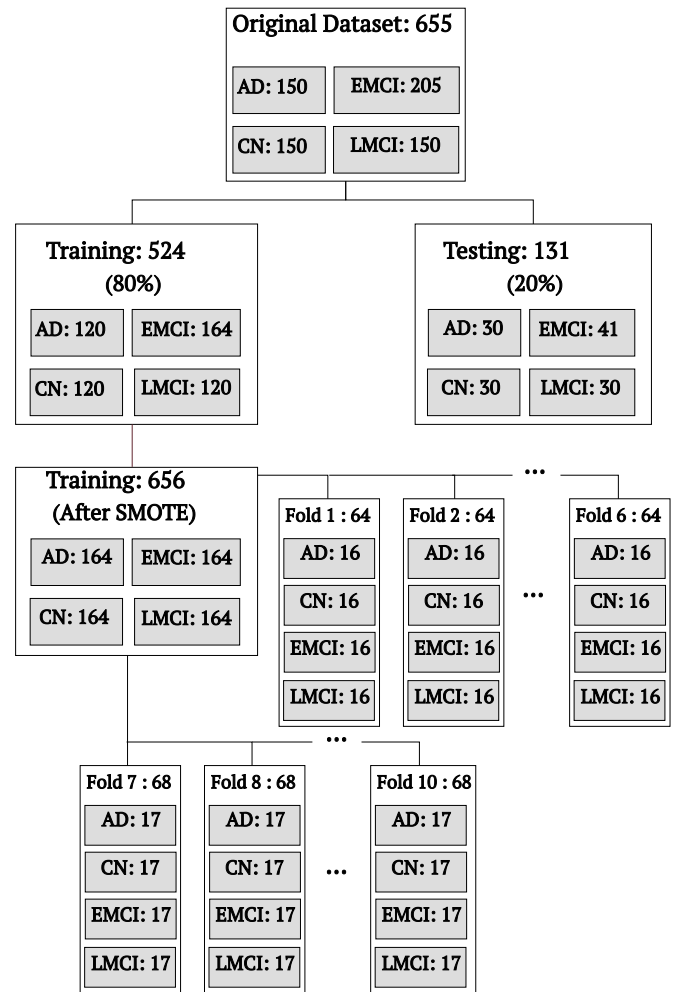 Original Dataset: 655
AD: 150
EMCI: 205
CN: 150
LMCI: 150
Training: 524
(80%)
AD: 120
EMCI: 164
CN: 120
LMCI: 120
Testing: 131
(20%)
AD: 30
EMCI: 41
CN: 30
LMCI: 30
Training: 656
(After SMOTE)
AD: 164
EMCI: 164
CN: 164
LMCI: 164
...
Fold 1 : 64
AD: 16
CN: 16
EMCI: 16
LMCI: 16
Fold 2 : 64
AD: 16
CN: 16
EMCI: 16
LMCI: 16
...
Fold 6 : 64
AD: 16
CN: 16
EMCI: 16
LMCI: 16
...
Fold 7 : 68
AD: 17
CN: 17
EMCI: 17
LMCI: 17
Fold 8 : 68
AD: 17
CN: 17
EMCI: 17
LMCI: 17
...
Fold 10 : 68
AD: 17
CN: 17
EMCI: 17
LMCI: 17